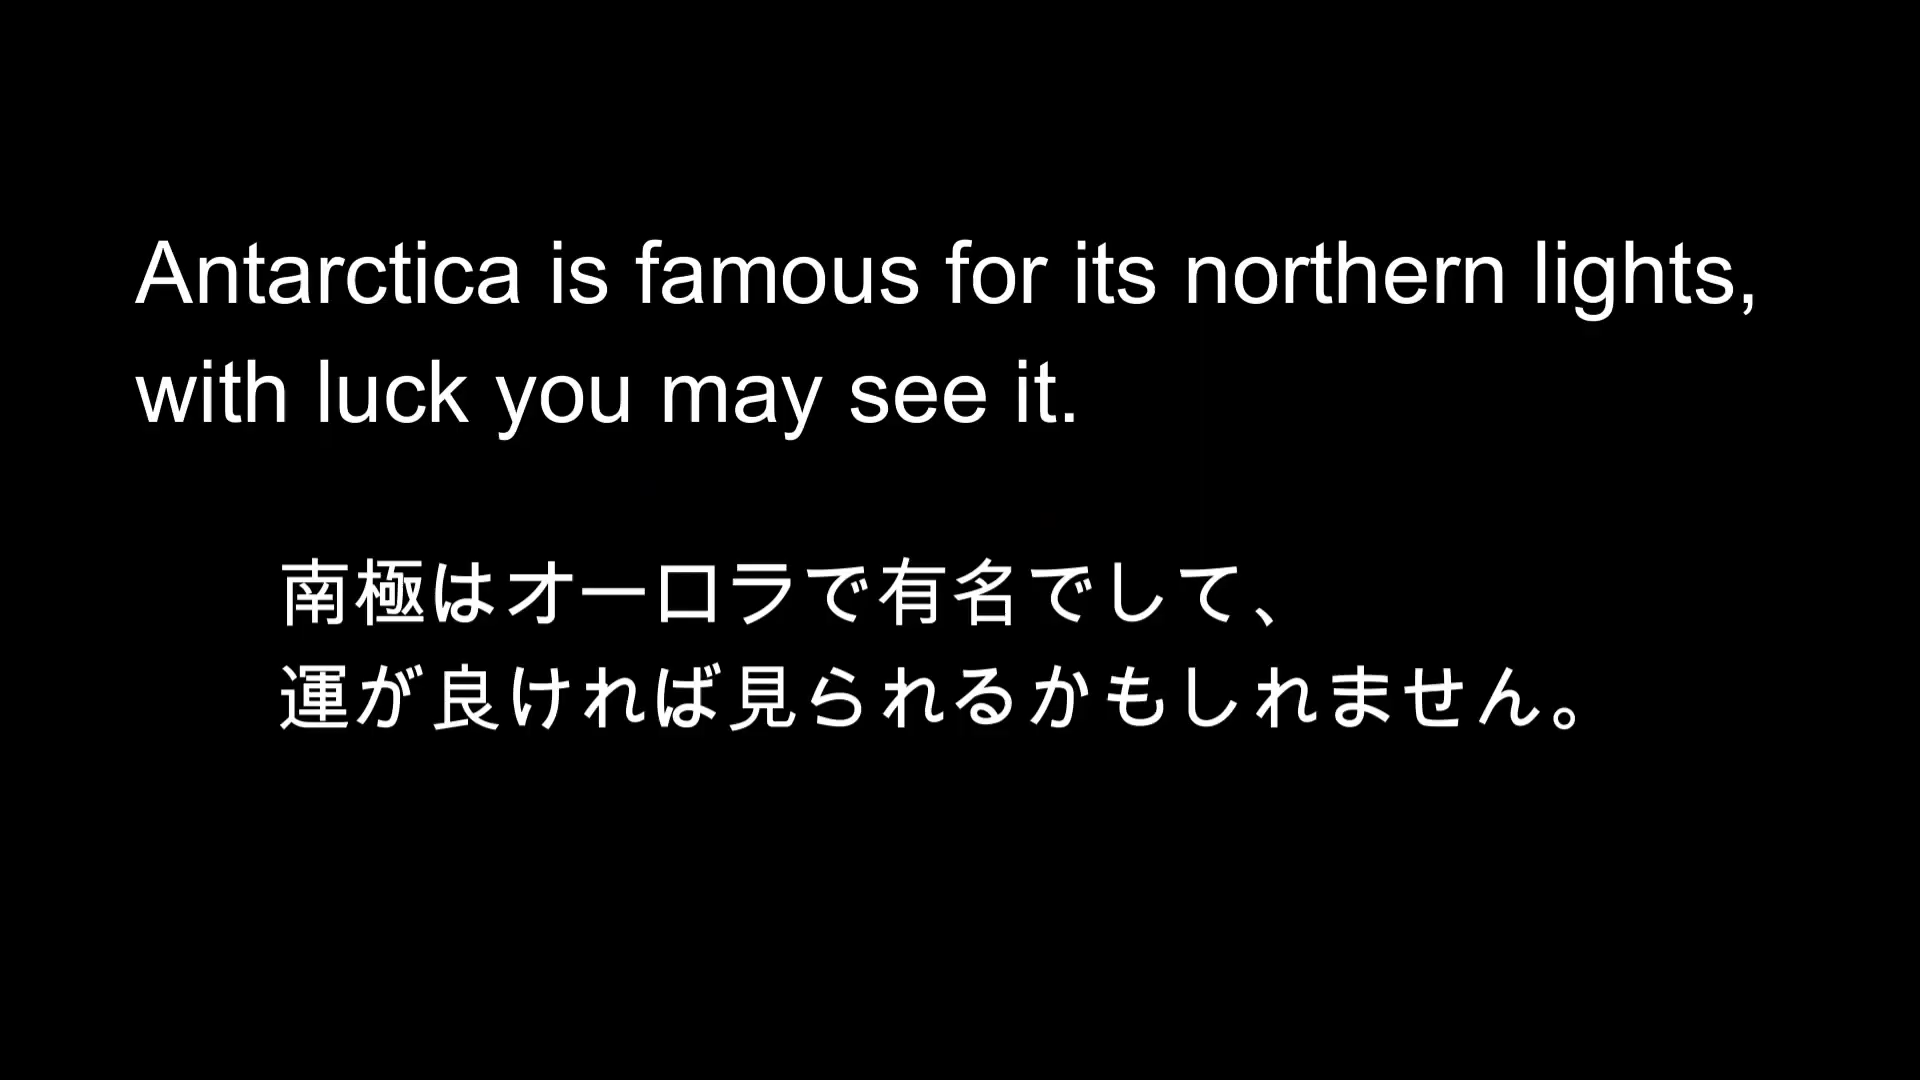 Antarctica is famous for its northern lights,
with luck you may see it.
南極はオーロラで有名でして、
運が良ければ見られるかもしれません。